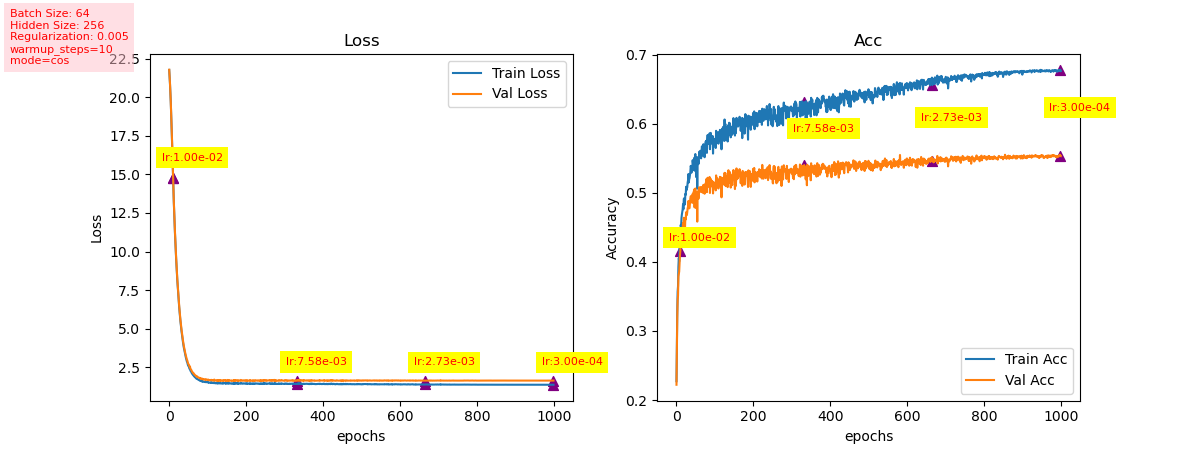 Batch Size: 64
Hidden Size: 256
Regularization: 0.005
warmup_steps=10
mode=cos
Loss
22.5
20.0
17.5
15.0
12.5
10.0
7.5
5.0
2.5
Loss
Train Loss
Val Loss
lr:1.00e-02
lr:7.58e-03
lr:2.73e-03
lr:3.00e-04
0
200
400
600
800
1000
epochs
Acc
0.7
0.6
0.5
0.4
0.3
0.2
Accuracy
lr:1.00e-02
lr:7.58e-03
lr:2.73e-03
lr:3.00e-04
Train Acc
Val Acc
0
200
400
600
800
1000
epochs